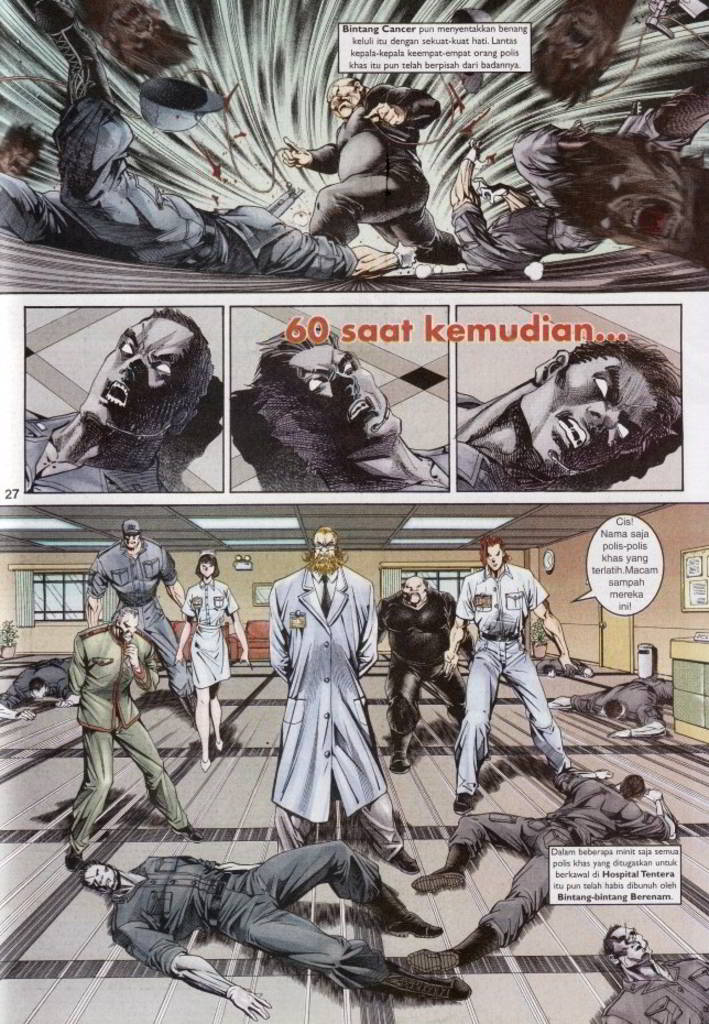 Bintang Cancer pun menyentakkan benang
keluli itu dengan sekuat-kuat hati. Lantas
kepala-kepala keempat-empat orang polis
khas itu pun telah berpisah dari badannya.
60 saat kemudian...
27
Cis!
Nama saja
polis-polis
khas yang
terlatih.Macam
sampah
mereka
ini!
Dalam beberapa minit saja semua
polis khas yang ditugaskan untuk
berkawal di Hospital Tentera
itu pun telah habis dibunuh oleh
Bintang-bintang Berenam.